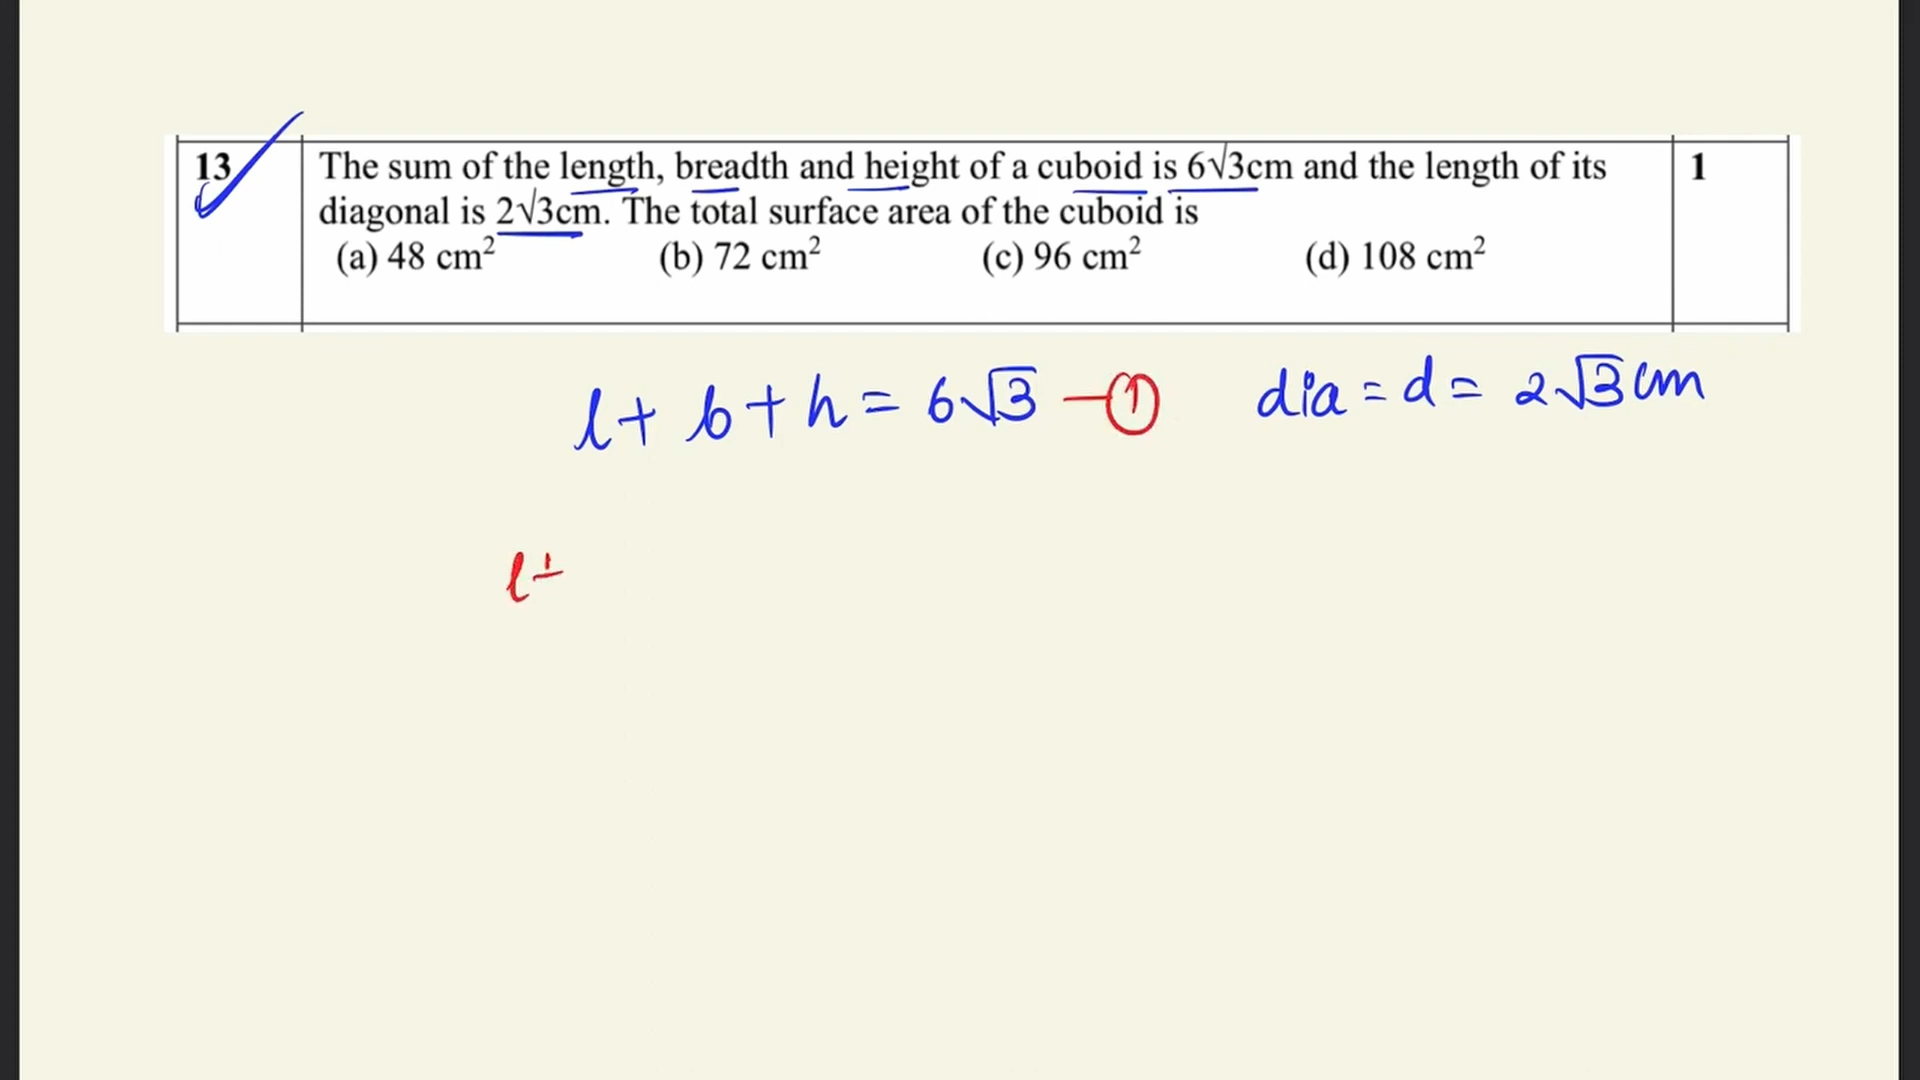 13 The sum of the length, breadth and height of a cuboid is 6√3cm and the length of its 1
diagonal is 2√3cm. The total surface area of the cuboid is
(a) 48 cm² (b) 72 cm² (c) 96 cm² (d) 108 cm²
l + b + h = 6√3 —① dia = d = 2√3 cm
l +